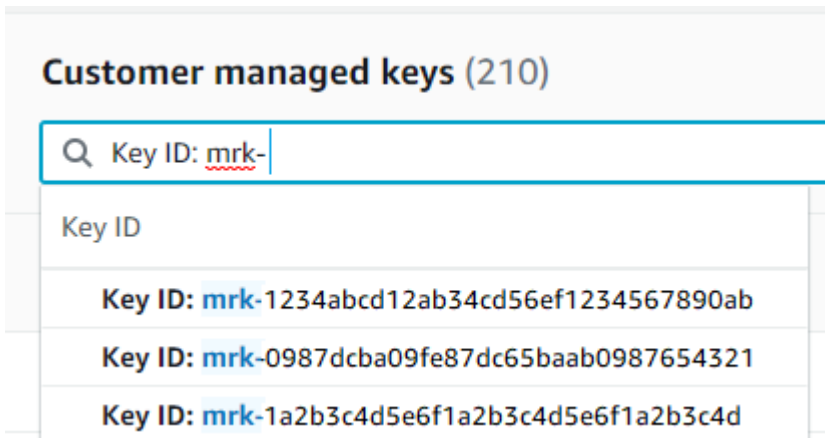 Customer managed keys (210)
Key ID: mrk-
Key ID
Key ID: mrk-1234abcd12ab34cd56ef1234567890ab
Key ID: mrk-0987dcba09fe87dc65baab0987654321
Key ID: mrk-1a2b3c4d5e6f1a2b3c4d5e6f1a2b3c4d